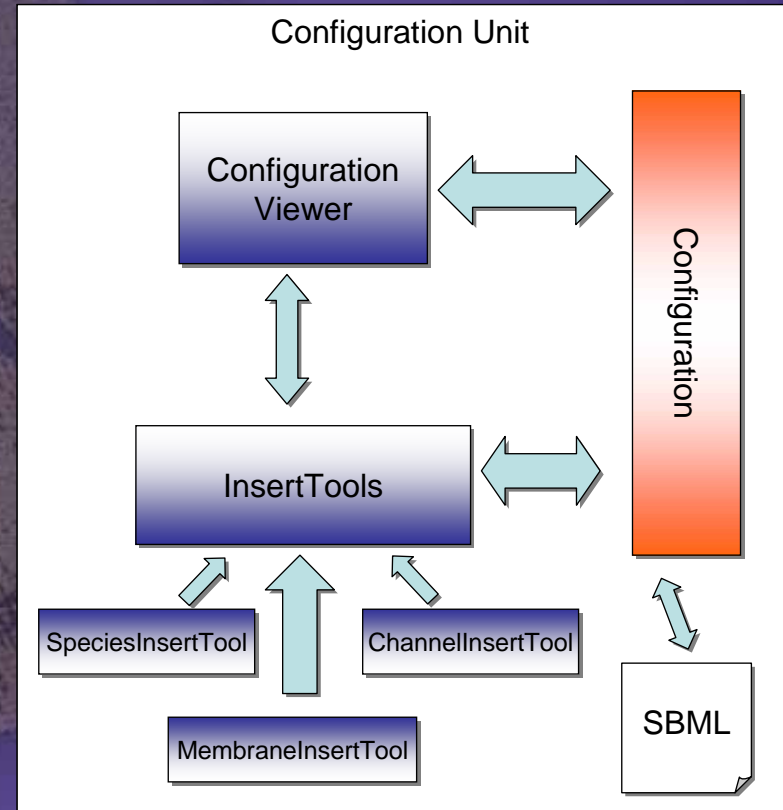 Configuration Unit
Configuration
Viewer
Configuration
InsertTools
SpeciesInsertTool
ChannelInsertTool
MembraneInsertTool
SBML